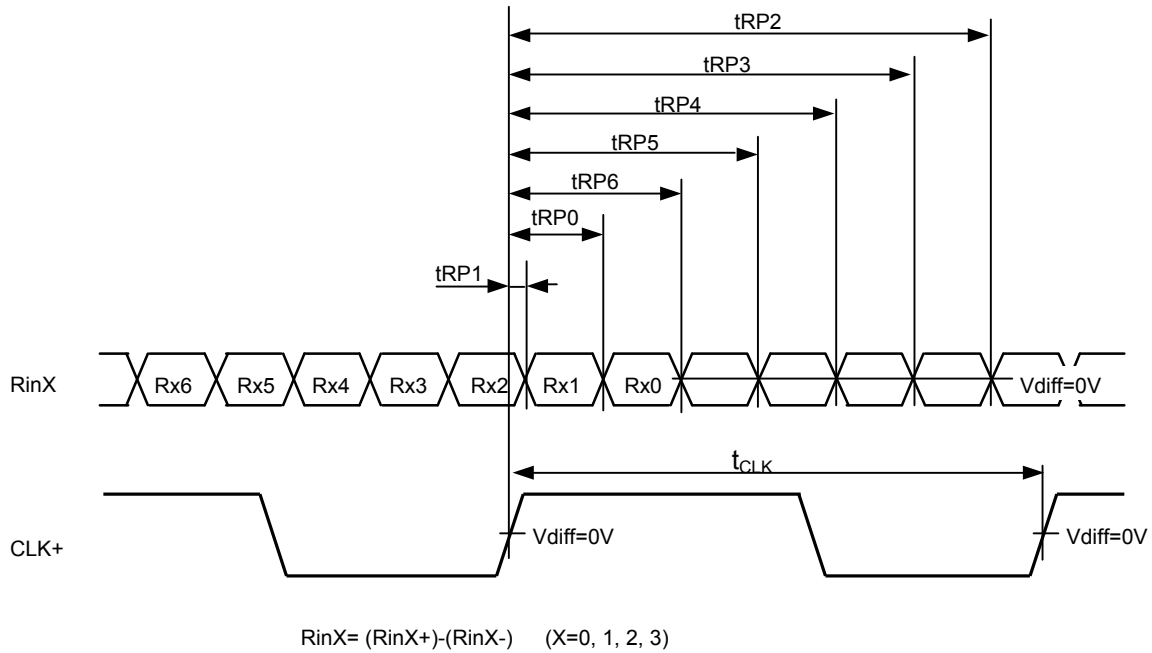 tRP2
tRP3
tRP4
tRP5
tRP6
tRP0
tRP1
RinX Rx6 Rx5 Rx4 Rx3 Rx2 Rx1 Rx0 Vdiff=0V
tCLK
CLK+ Vdiff=0V Vdiff=0V
RinX= (RinX+)-(RinX-) (X=0, 1, 2, 3)